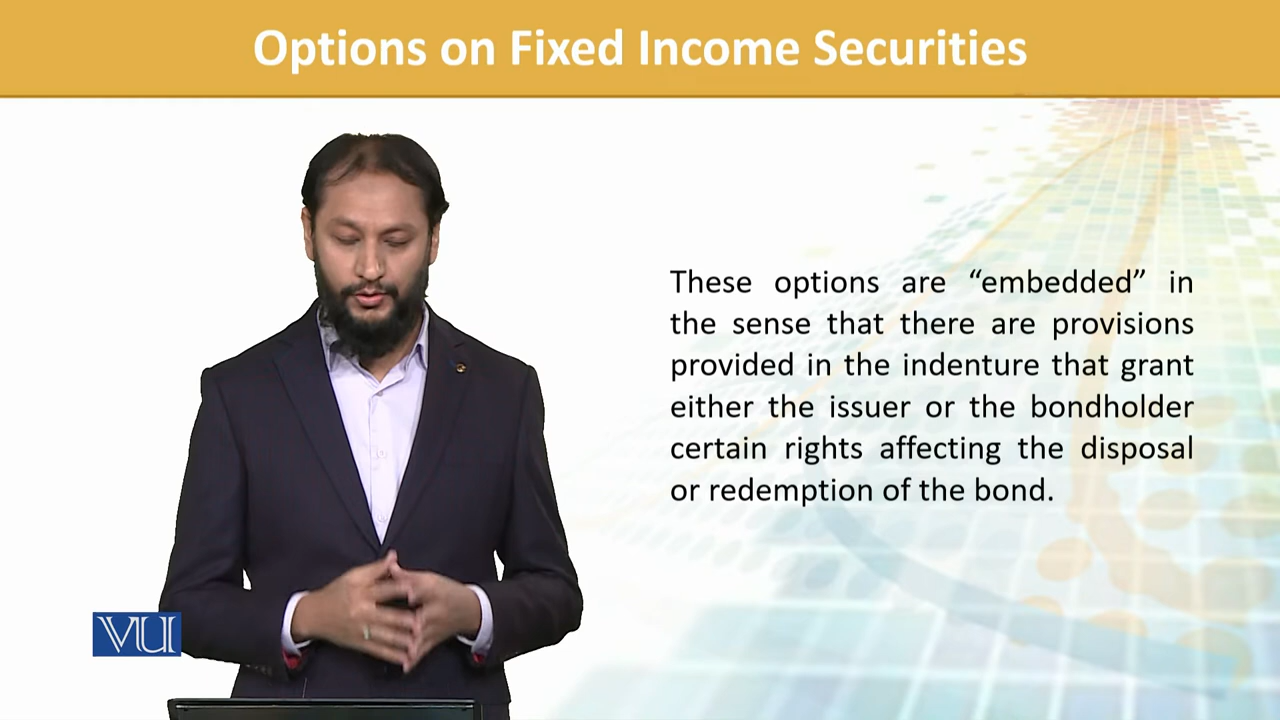 Options on Fixed Income Securities
These options are “embedded” in
the sense that there are provisions
provided in the indenture that grant
either the issuer or the bondholder
certain rights affecting the disposal
or redemption of the bond.
VU